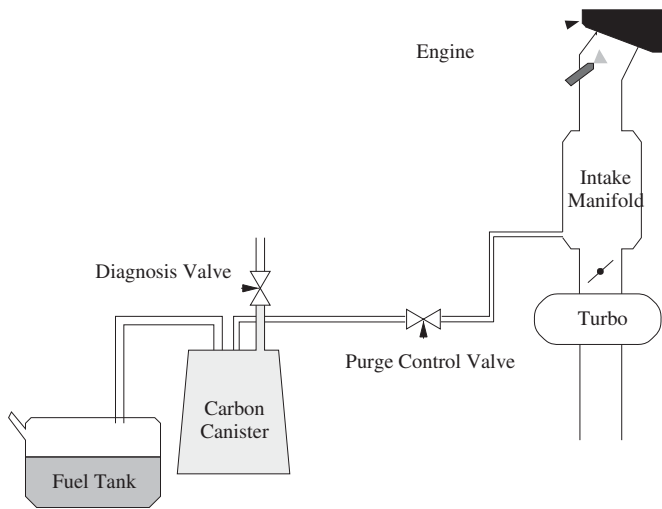 Engine
Intake
Manifold
Diagnosis Valve
Turbo
Purge Control Valve
Carbon
Canister
Fuel Tank